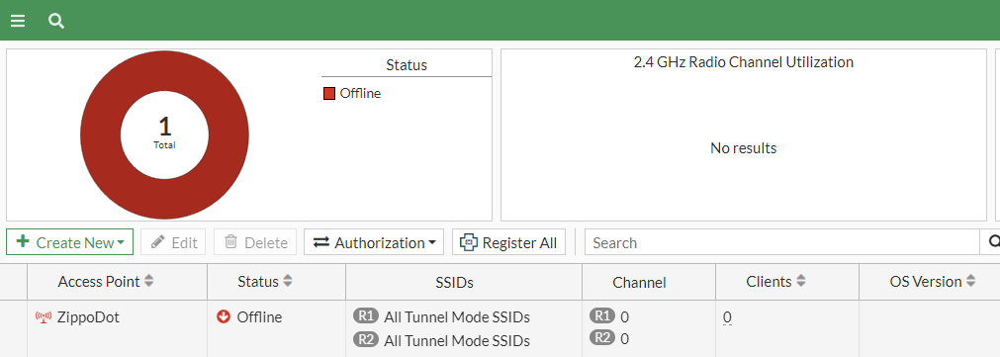 Status
Offline
1
Total
2.4 GHz Radio Channel Utilization
No results
Create New Edit Delete Authorization Register All Search
Access Point Status SSIDs Channel Clients OS Version
ZippoDot Offline R1 All Tunnel Mode SSIDs R1 0 0
R2 All Tunnel Mode SSIDs R2 0